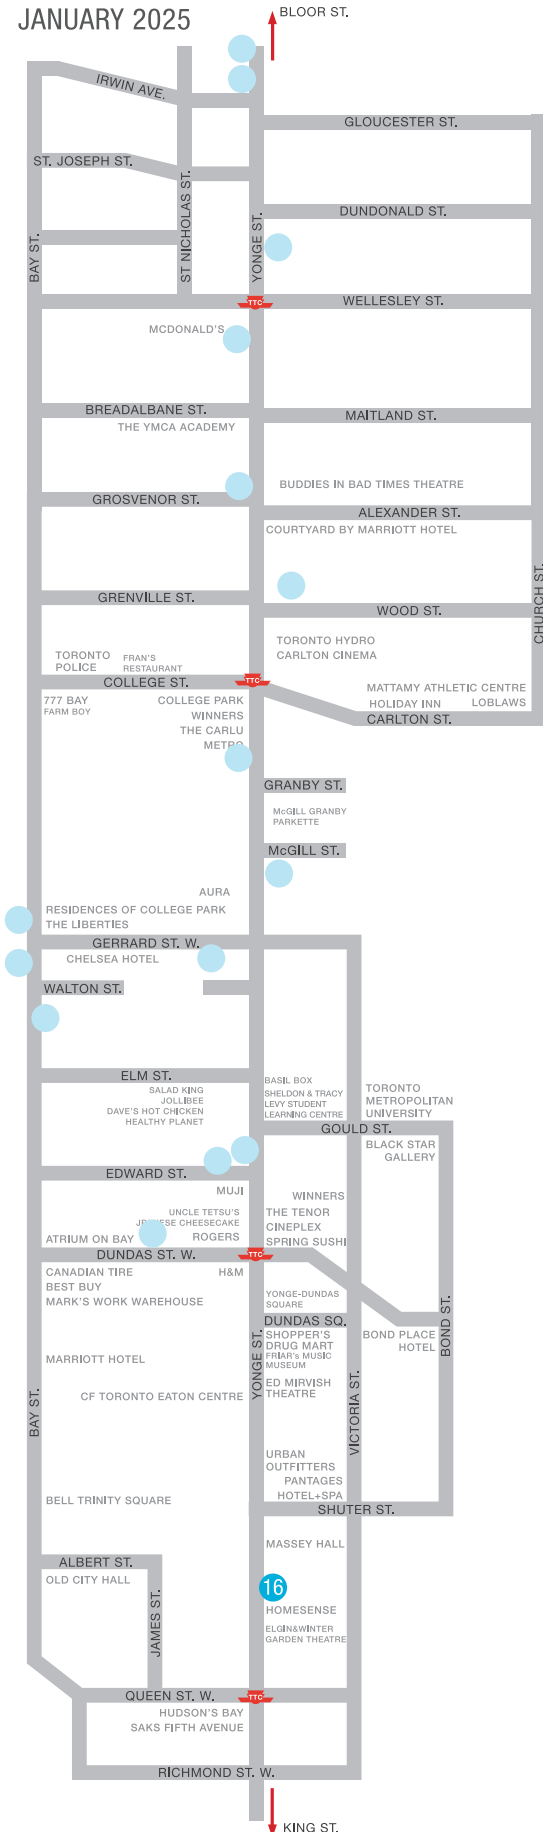 JANUARY 2025
BLOOR ST.
IRWIN AVE.
GLOUCESTER ST.
ST. JOSEPH ST.
ST NICHOLAS ST.
DUNDONALD ST.
BAY ST.
YONGE ST.
TTC
WELLESLEY ST.
MCDONALD'S
BREADALBANE ST.
MAITLAND ST.
THE YMCA ACADEMY
BUDDIES IN BAD TIMES THEATRE
GROSVENOR ST.
ALEXANDER ST.
COURTYARD BY MARRIOTT HOTEL
CHURCH ST.
GRENVILLE ST.
WOOD ST.
TORONTO HYDRO
CARLTON CINEMA
TORONTO
POLICE
FRAN'S
RESTAURANT
COLLEGE ST.
TTC
MATTAMY ATHLETIC CENTRE
HOLIDAY INN
LOBLAWS
CARLTON ST.
777 BAY
FARM BOY
COLLEGE PARK
WINNERS
THE CARLU
METRO
GRANBY ST.
McGILL GRANBY
PARKETTE
McGILL ST.
AURA
RESIDENCES OF COLLEGE PARK
THE LIBERTIES
GERRARD ST. W.
CHELSEA HOTEL
WALTON ST.
ELM ST.
BASIL BOX
SHELDON & TRACY
LEVY STUDENT
LEARNING CENTRE
SALAD KING
JOLLIBEE
DAVE'S HOT CHICKEN
HEALTHY PLANET
TORONTO
METROPOLITAN
UNIVERSITY
GOULD ST.
BLACK STAR
GALLERY
EDWARD ST.
MUJI
WINNERS
UNCLE TETSU'S
CHEESECAKE
ROGERS
THE TENOR
CINEPLEX
SPRING SUSHI
ATRIUM ON BAY
DUNDAS ST. W.
TTC
CANADIAN TIRE
BEST BUY
MARK'S WORK WAREHOUSE
H&M
YONGE-DUNDAS
SQUARE
DUNDAS SQ.
SHOPPER'S
DRUG MART
FRIAR's MUSIC
MUSEUM
ED MIRVISH
THEATRE
BOND PLACE
HOTEL
BOND ST.
YONGE ST.
VICTORIA ST.
BAY ST.
MARRIOTT HOTEL
CF TORONTO EATON CENTRE
URBAN
OUTFITTERS
PANTAGES
HOTEL+SPA
BELL TRINITY SQUARE
SHUTER ST.
MASSEY HALL
ALBERT ST.
OLD CITY HALL
JAMES ST.
16
HOMESENSE
ELGIN&WINTER
GARDEN THEATRE
QUEEN ST. W.
TTC
HUDSON'S BAY
SAKS FIFTH AVENUE
RICHMOND ST. W.
KING ST.